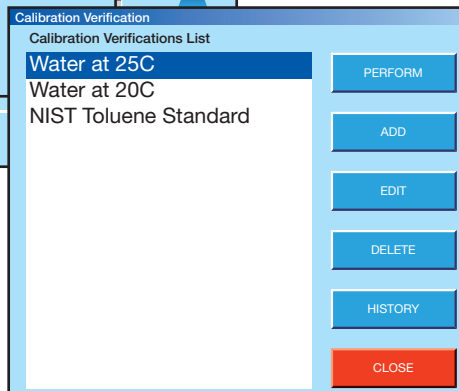 Calibration Verification
Calibration Verifications List
Water at 25C
Water at 20C
NIST Toluene Standard
PERFORM
ADD
EDIT
DELETE
HISTORY
CLOSE